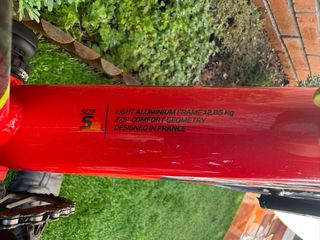 SIZE
S
LIGHT ALUMINIUM FRAME 12,85 Kg
27,5" COMFORT GEOMETRY
DESIGNED IN FRANCE